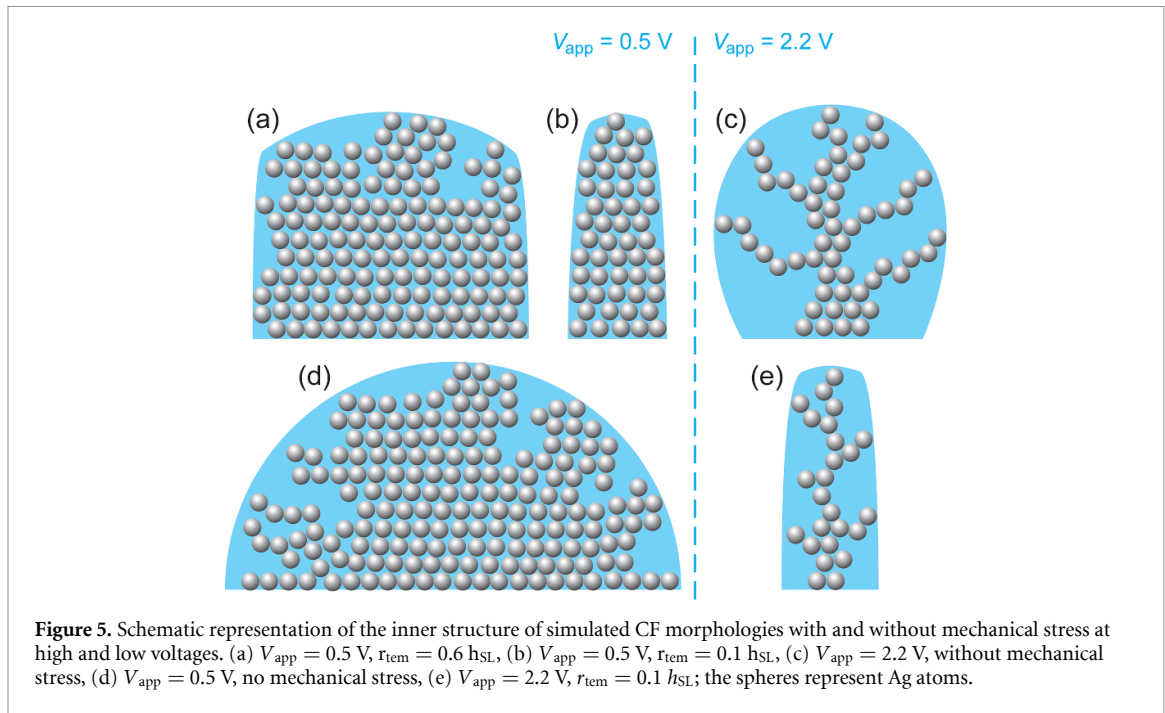 V_app = 0.5 V
V_app = 2.2 V
(a)
(b)
(c)
(d)
(e)
Figure 5. Schematic representation of the inner structure of simulated CF morphologies with and without mechanical stress at
high and low voltages. (a) V_app = 0.5 V, r_tem = 0.6 h_SL, (b) V_app = 0.5 V, r_tem = 0.1 h_SL, (c) V_app = 2.2 V, without mechanical
stress, (d) V_app = 0.5 V, no mechanical stress, (e) V_app = 2.2 V, r_tem = 0.1 h_SL; the spheres represent Ag atoms.